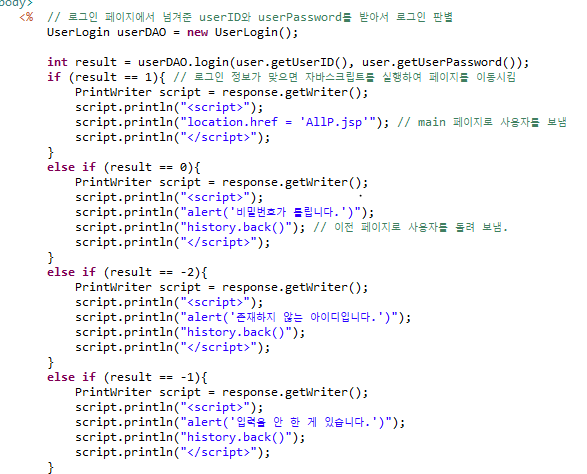 body>
<%  // 로그인 페이지에서 넘겨준 userID와 userPassword를 받아서 로그인 판별
UserLogin userDAO = new UserLogin();
int result = userDAO.login(user.getUserID(), user.getUserPassword());
if (result == 1){ // 로그인 정보가 맞으면 자바스크립트를 실행하여 페이지를 이동시킴
PrintWriter script = response.getWriter();
script.println("<script>");
script.println("location.href = 'AllP.jsp'"); // main 페이지로 사용자를 보냄
script.println("</script>");
}
else if (result == 0){
PrintWriter script = response.getWriter();
script.println("<script>");
script.println("alert('비밀번호가 틀립니다.')");
script.println("history.back()"); // 이전 페이지로 사용자를 돌려 보냄.
script.println("</script>");
}
else if (result == -2){
PrintWriter script = response.getWriter();
script.println("<script>");
script.println("alert('존재하지 않는 아이디입니다.')");
script.println("history.back()");
script.println("</script>");
}
else if (result == -1){
PrintWriter script = response.getWriter();
script.println("<script>");
script.println("alert('입력을 안 한 게 있습니다.')");
script.println("history.back()");
script.println("</script>");
}